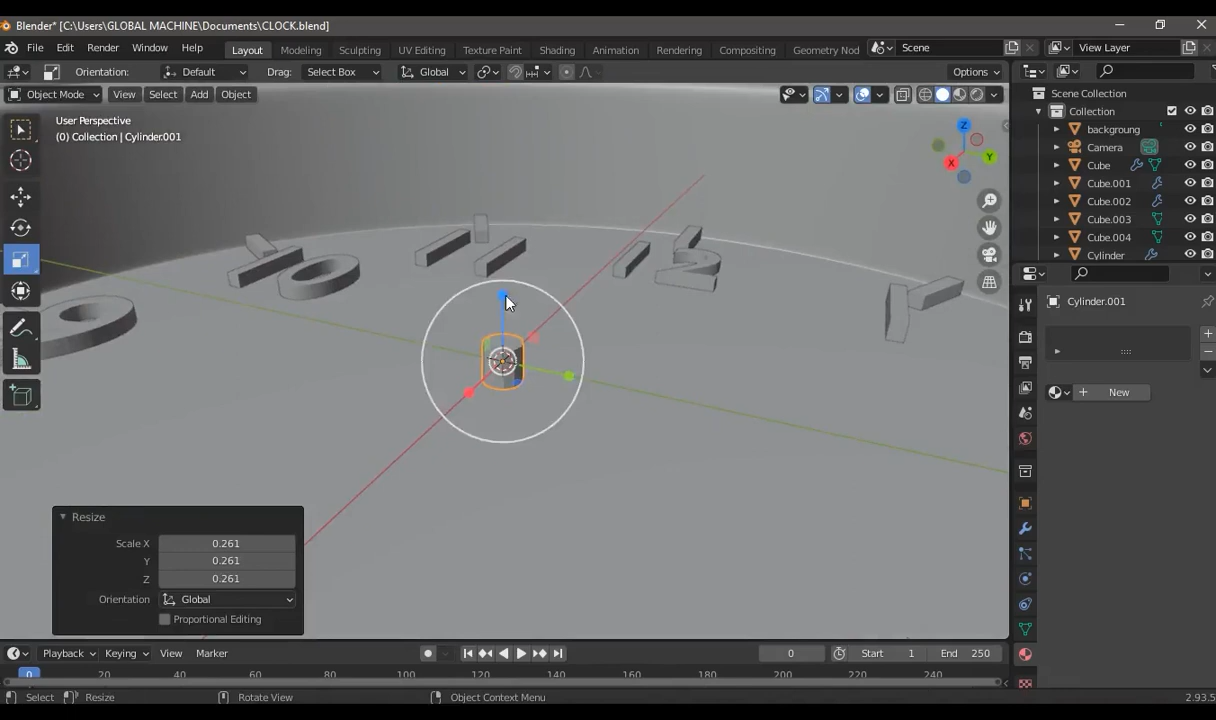 Blender* [C:\Users\GLOBAL MACHINE\Documents\CLOCK.blend]
File Edit Render Window Help Layout Modeling Sculpting UV Editing Texture Paint Shading Animation Rendering Compositing Geometry Nod Scene View Layer
Orientation: Default Drag: Select Box Global Options
Object Mode View Select Add Object
User Perspective
(0) Collection | Cylinder.001
Scene Collection
Collection
backgroung
Camera
Cube
Cube.001
Cube.002
Cube.003
Cube.004
Cylinder
Z
Y
X
10 11 12 1
Cylinder.001
New
Resize
Scale X 0.261
Y 0.261
Z 0.261
Orientation Global
Proportional Editing
Playback Keying View Marker 0 Start 1 End 250
0 20 40 60 80 100 120 140 160 180 200 220 240
Select Resize Rotate View Object Context Menu 2.93.5